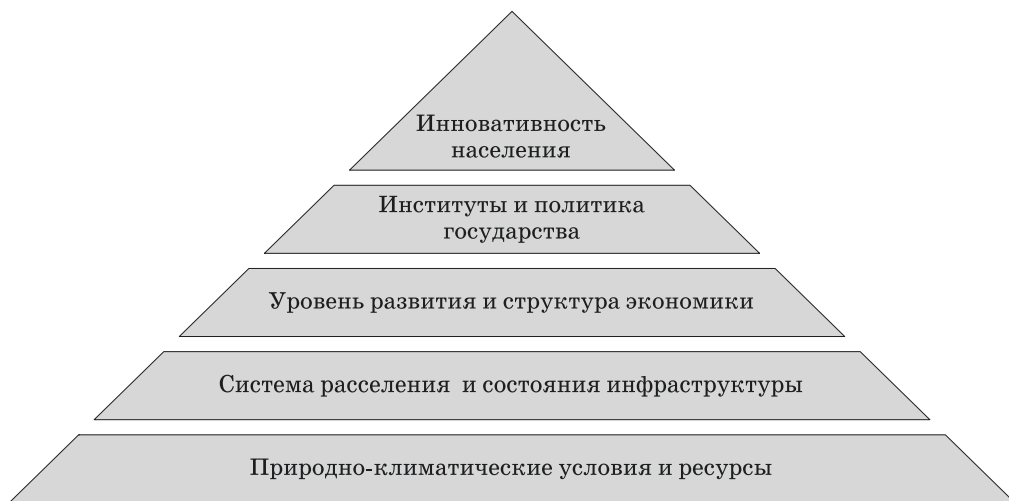 Инновативность
населения
Институты и политика
государства
Уровень развития и структура экономики
Система расселения и состояния инфраструктуры
Природно-климатические условия и ресурсы